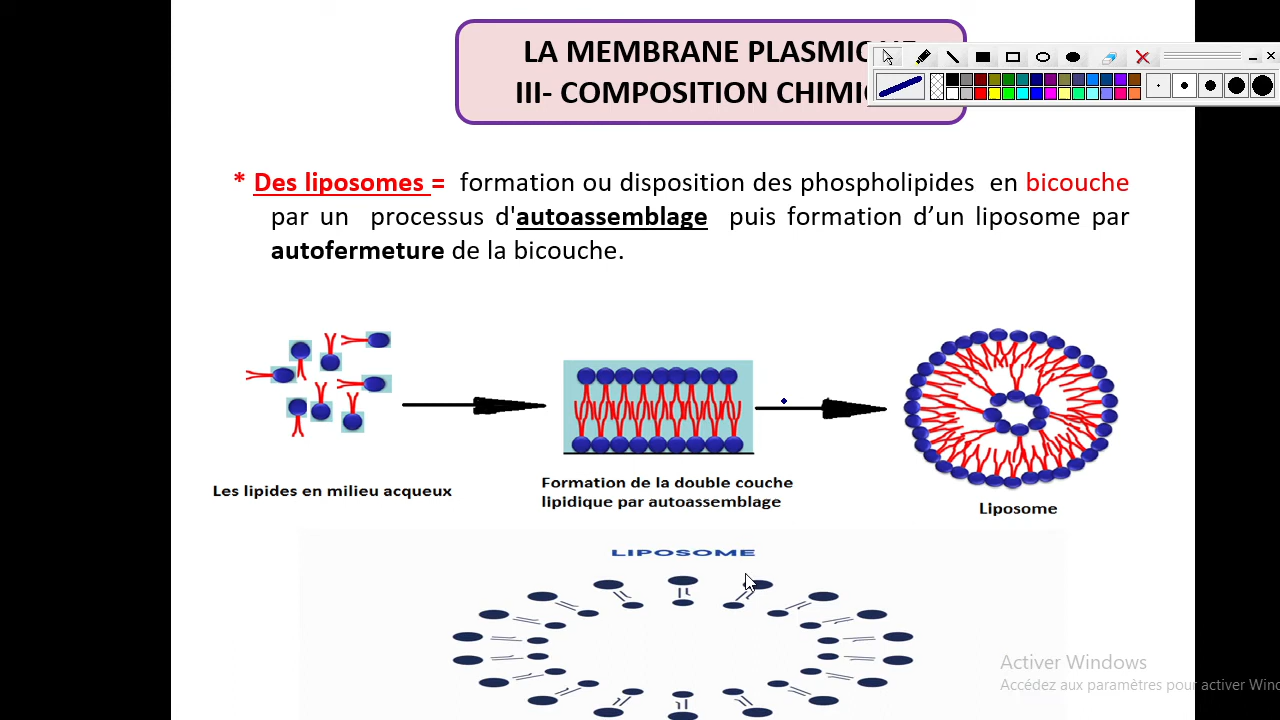 LA MEMBRANE PLASMIQUE
III- COMPOSITION CHIMI
* Des liposomes = formation ou disposition des phospholipides en bicouche
par un processus d'autoassemblage puis formation d’un liposome par
autofermeture de la bicouche.
Les lipides en milieu acqueux
Formation de la double couche
lipidique par autoassemblage
Liposome
LIPOSOME
Activer Windows
Accédez aux paramètres pour activer Wind